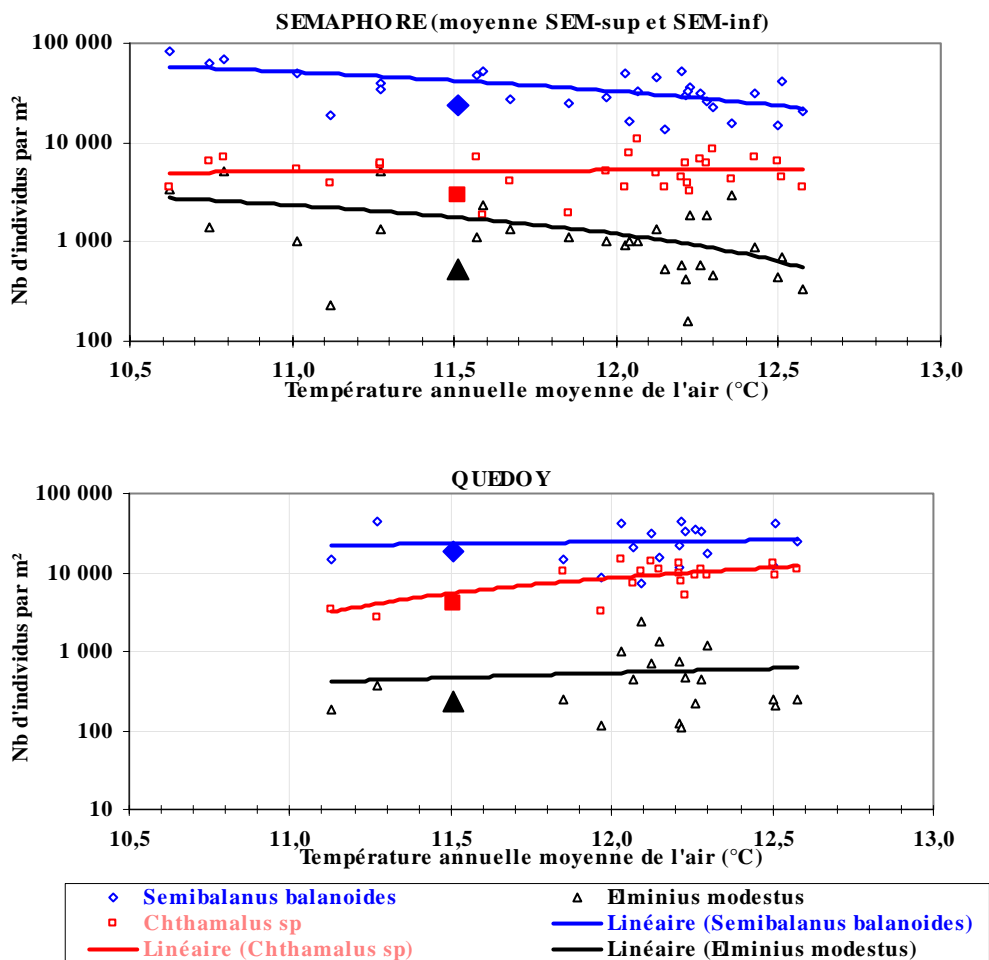 SEMAPHORE (moyenne SEM-sup et SEM-inf)
100 000
10 000
1 000
100
Nb d'individus par m²
10,5 11,0 11,5 12,0 12,5 13,0
Température annuelle moyenne de l'air (°C)
QUEDOY
100 000
10 000
1 000
100
10
Nb d'individus par m²
10,5 11,0 11,5 12,0 12,5 13,0
Température annuelle moyenne de l'air (°C)
Semibalanus balanoides Elminius modestus
Chthamalus sp Linéaire (Semibalanus balanoides)
Linéaire (Chthamalus sp) Linéaire (Elminius modestus)